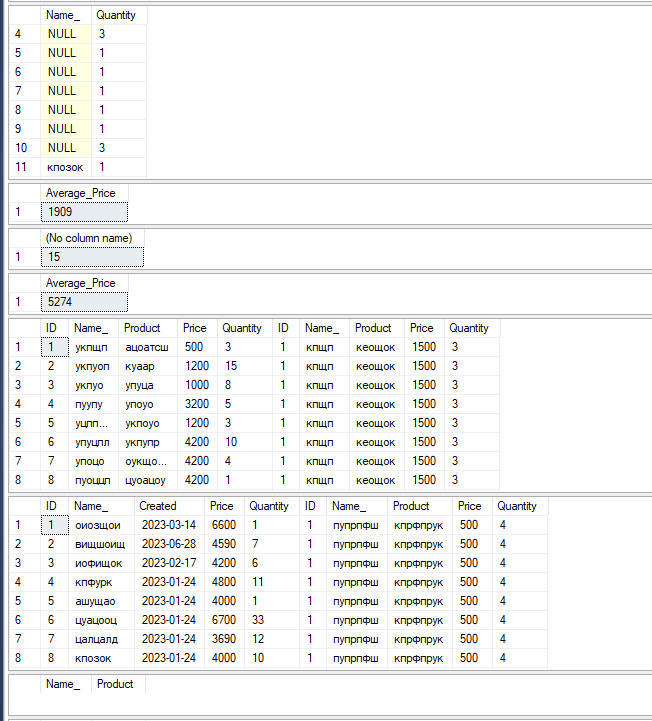 Name_ Quantity
4 NULL 3
5 NULL 1
6 NULL 1
7 NULL 1
8 NULL 1
9 NULL 1
10 NULL 3
11 кпозок 1
Average_Price
1 1909
(No column name)
1 15
Average_Price
1 5274
ID Name_ Product Price Quantity ID Name_ Product Price Quantity
1 1 укпщп ацоатсш 500 3 1 кпщп кеощок 1500 3
2 2 укпуоп куаар 1200 15 1 кпщп кеощок 1500 3
3 3 укпуо упуца 1000 8 1 кпщп кеощок 1500 3
4 4 пуупу упоуо 3200 5 1 кпщп кеощок 1500 3
5 5 уцпп... укпоуо 1200 3 1 кпщп кеощок 1500 3
6 6 упуцпл укпупр 4200 10 1 кпщп кеощок 1500 3
7 7 упоцо оукщо... 4200 4 1 кпщп кеощок 1500 3
8 8 пуоццп цуоацоу 4200 1 1 кпщп кеощок 1500 3
ID Name_ Created Price Quantity ID Name_ Product Price Quantity
1 1 оиозщои 2023-03-14 6600 1 1 пупрпфш кпрфпрук 500 4
2 2 вищшоищ 2023-06-28 4590 7 1 пупрпфш кпрфпрук 500 4
3 3 иофищок 2023-02-17 4200 6 1 пупрпфш кпрфпрук 500 4
4 4 кпфурк 2023-01-24 4800 11 1 пупрпфш кпрфпрук 500 4
5 5 ашущао 2023-01-24 4000 1 1 пупрпфш кпрфпрук 500 4
6 6 цуацооц 2023-01-24 6700 33 1 пупрпфш кпрфпрук 500 4
7 7 цалцалд 2023-01-24 3690 12 1 пупрпфш кпрфпрук 500 4
8 8 кпозок 2023-01-24 4000 10 1 пупрпфш кпрфпрук 500 4
Name_ Product